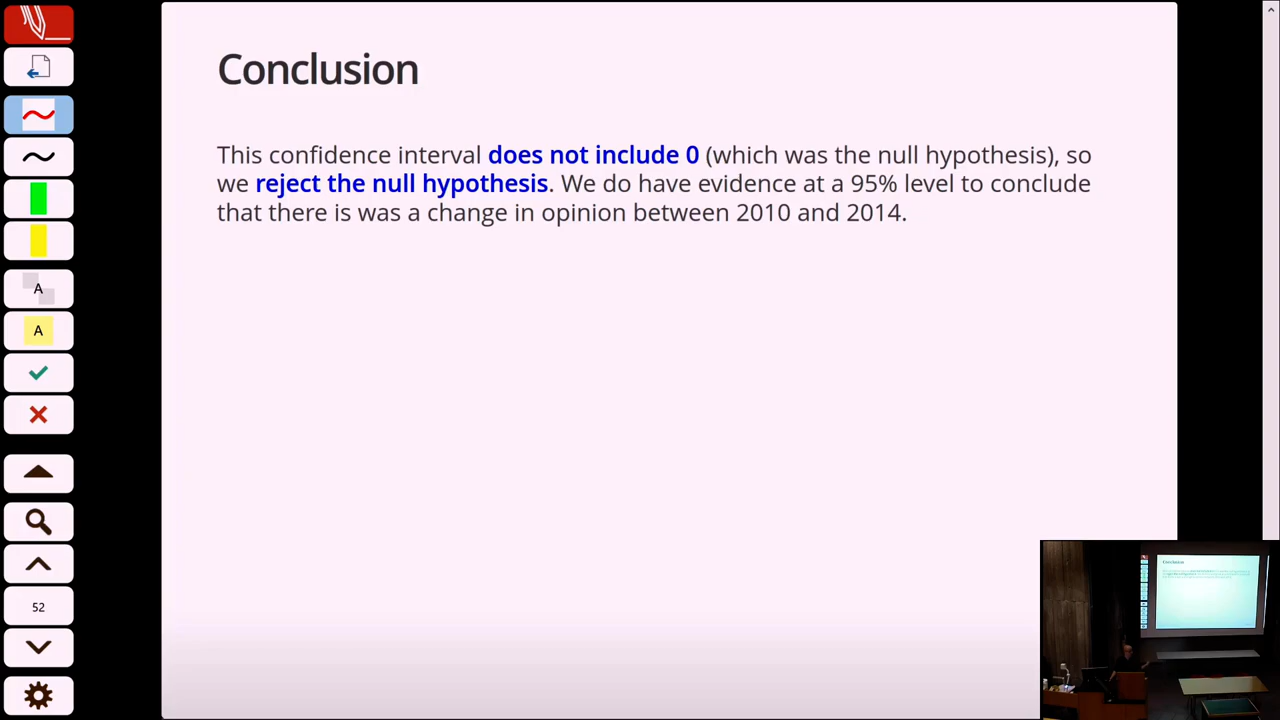 Conclusion
This confidence interval does not include 0 (which was the null hypothesis), so
we reject the null hypothesis. We do have evidence at a 95% level to conclude
that there is was a change in opinion between 2010 and 2014.
A
A
52
Conclusion